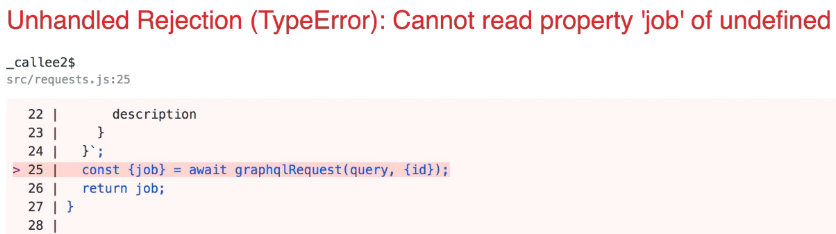 Unhandled Rejection (TypeError): Cannot read property 'job' of undefined
_callee2$
src/requests.js:25
22 |       description
23 |     }
24 |   }`;
> 25 |   const {job} = await graphqlRequest(query, {id});
26 |   return job;
27 | }
28 |